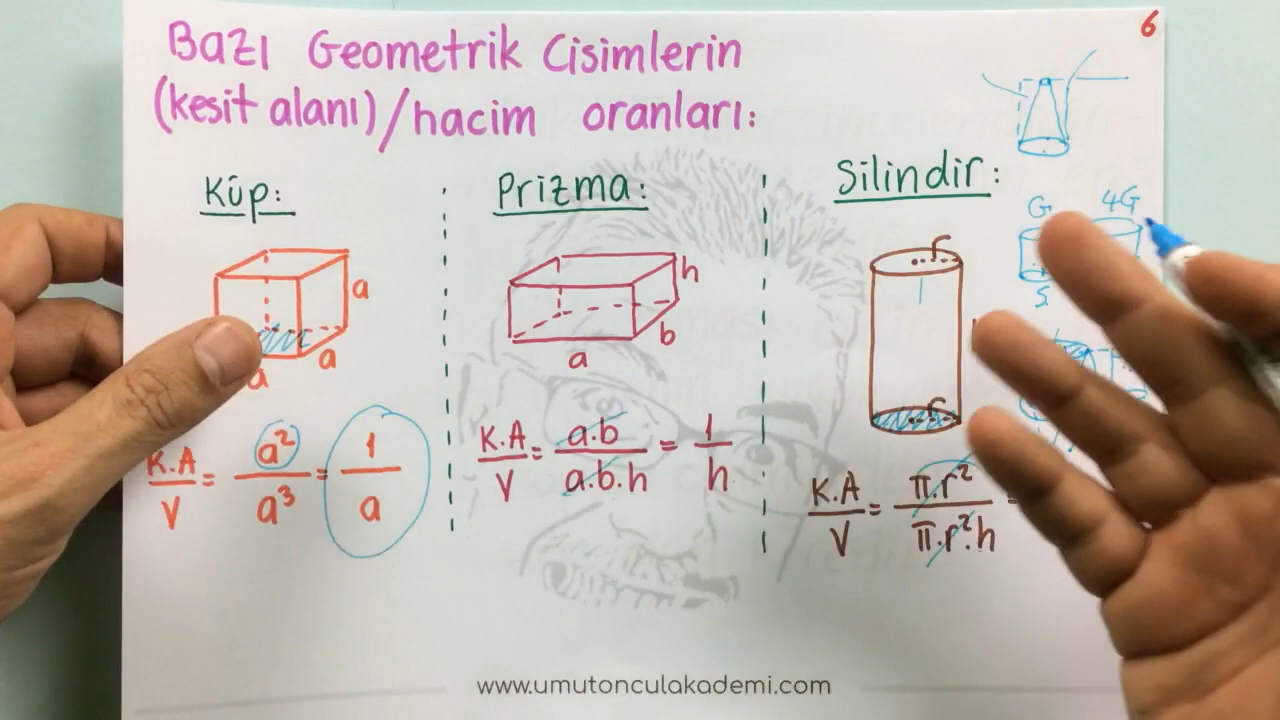 6
Bazı Geometrik Cisimlerin
(kesit alanı)/hacim oranları:
Küp:
a
a
a
K.A/V = a²/a³ = 1/a
Prizma:
h
b
a
K.A/V = a.b/a.b.h = 1/h
Silindir:
r
r
K.A/V = π.r²/π.r².h =
G 4G
S
www.umutonculakademi.com